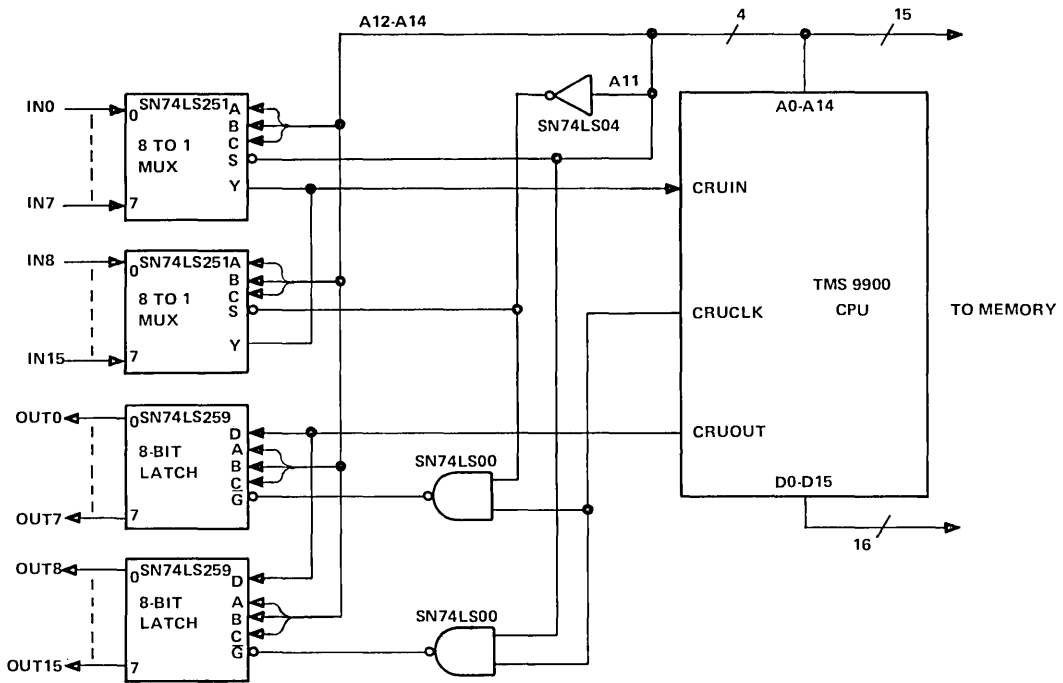 A12-A14
4
15
A11
SN74LS04
A0-A14
IN0
0
SN74LS251
A
B
C
S
8 TO 1
MUX
Y
IN7
7
CRUIN
IN8
0
SN74LS251
A
B
C
S
8 TO 1
MUX
Y
IN15
7
TMS 9900
CPU
TO MEMORY
CRUCLK
OUT0
0
SN74LS259
D
A
B
C
G̅
8-BIT
LATCH
OUT7
7
SN74LS00
CRUOUT
D0-D15
16
OUT8
0
SN74LS259
D
A
B
C
G̅
8-BIT
LATCH
OUT15
7
SN74LS00